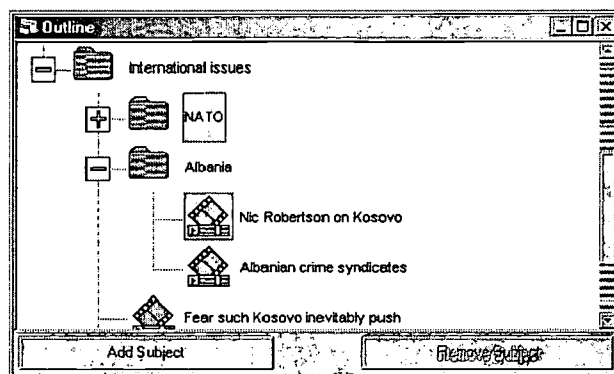 Outline
International issues
NATO
Albania
Nic Robertson on Kosovo
Albanian crime syndicates
Fear such Kosovo inevitably push
Add Subject
Remove Subject